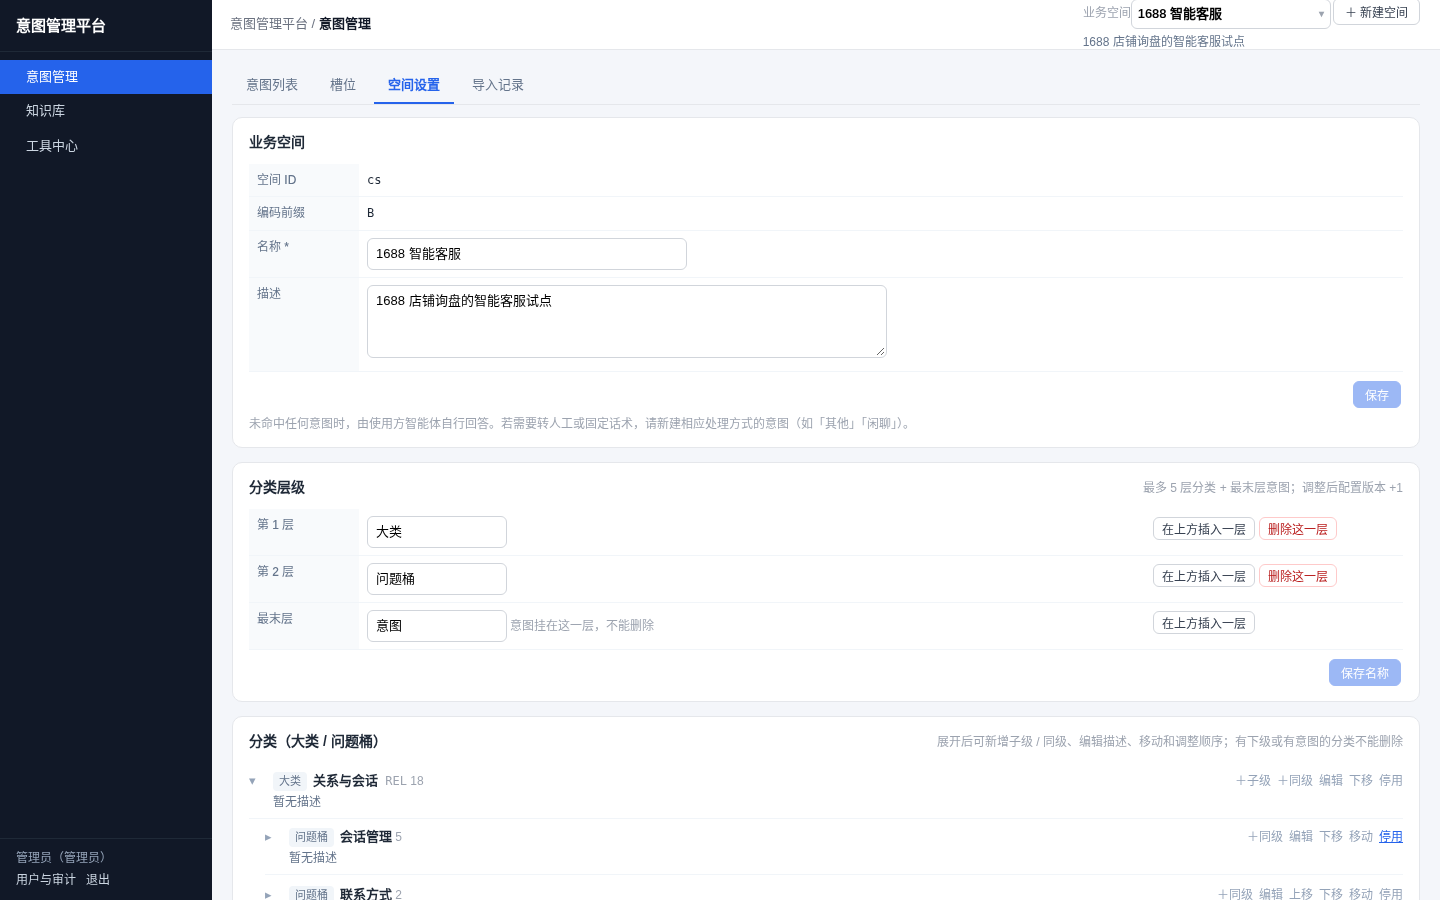 意图管理平台
意图管理
知识库
工具中心
管理员（管理员）
用户与审计 退出
意图管理平台 / 意图管理
业务空间 1688 智能客服 ▾ ＋ 新建空间
1688 店铺询盘的智能客服试点
意图列表 槽位 空间设置 导入记录
业务空间
空间 ID cs
编码前缀 B
名称 * 1688 智能客服
描述 1688 店铺询盘的智能客服试点
保存
未命中任何意图时，由使用方智能体自行回答。若需要转人工或固定话术，请新建相应处理方式的意图（如「其他」「闲聊」）。
分类层级 最多 5 层分类 + 最末层意图；调整后配置版本 +1
第 1 层 大类 在上方插入一层 删除这一层
第 2 层 问题桶 在上方插入一层 删除这一层
最末层 意图 意图挂在这一层，不能删除 在上方插入一层
保存名称
分类（大类 / 问题桶） 展开后可新增子级 / 同级、编辑描述、移动和调整顺序；有下级或有意图的分类不能删除
▾ 大类 关系与会话 REL 18 ＋子级 ＋同级 编辑 下移 停用
暂无描述
▸ 问题桶 会话管理 5 ＋同级 编辑 下移 移动 停用
暂无描述
▸ 问题桶 联系方式 2 ＋同级 编辑 上移 下移 移动 停用